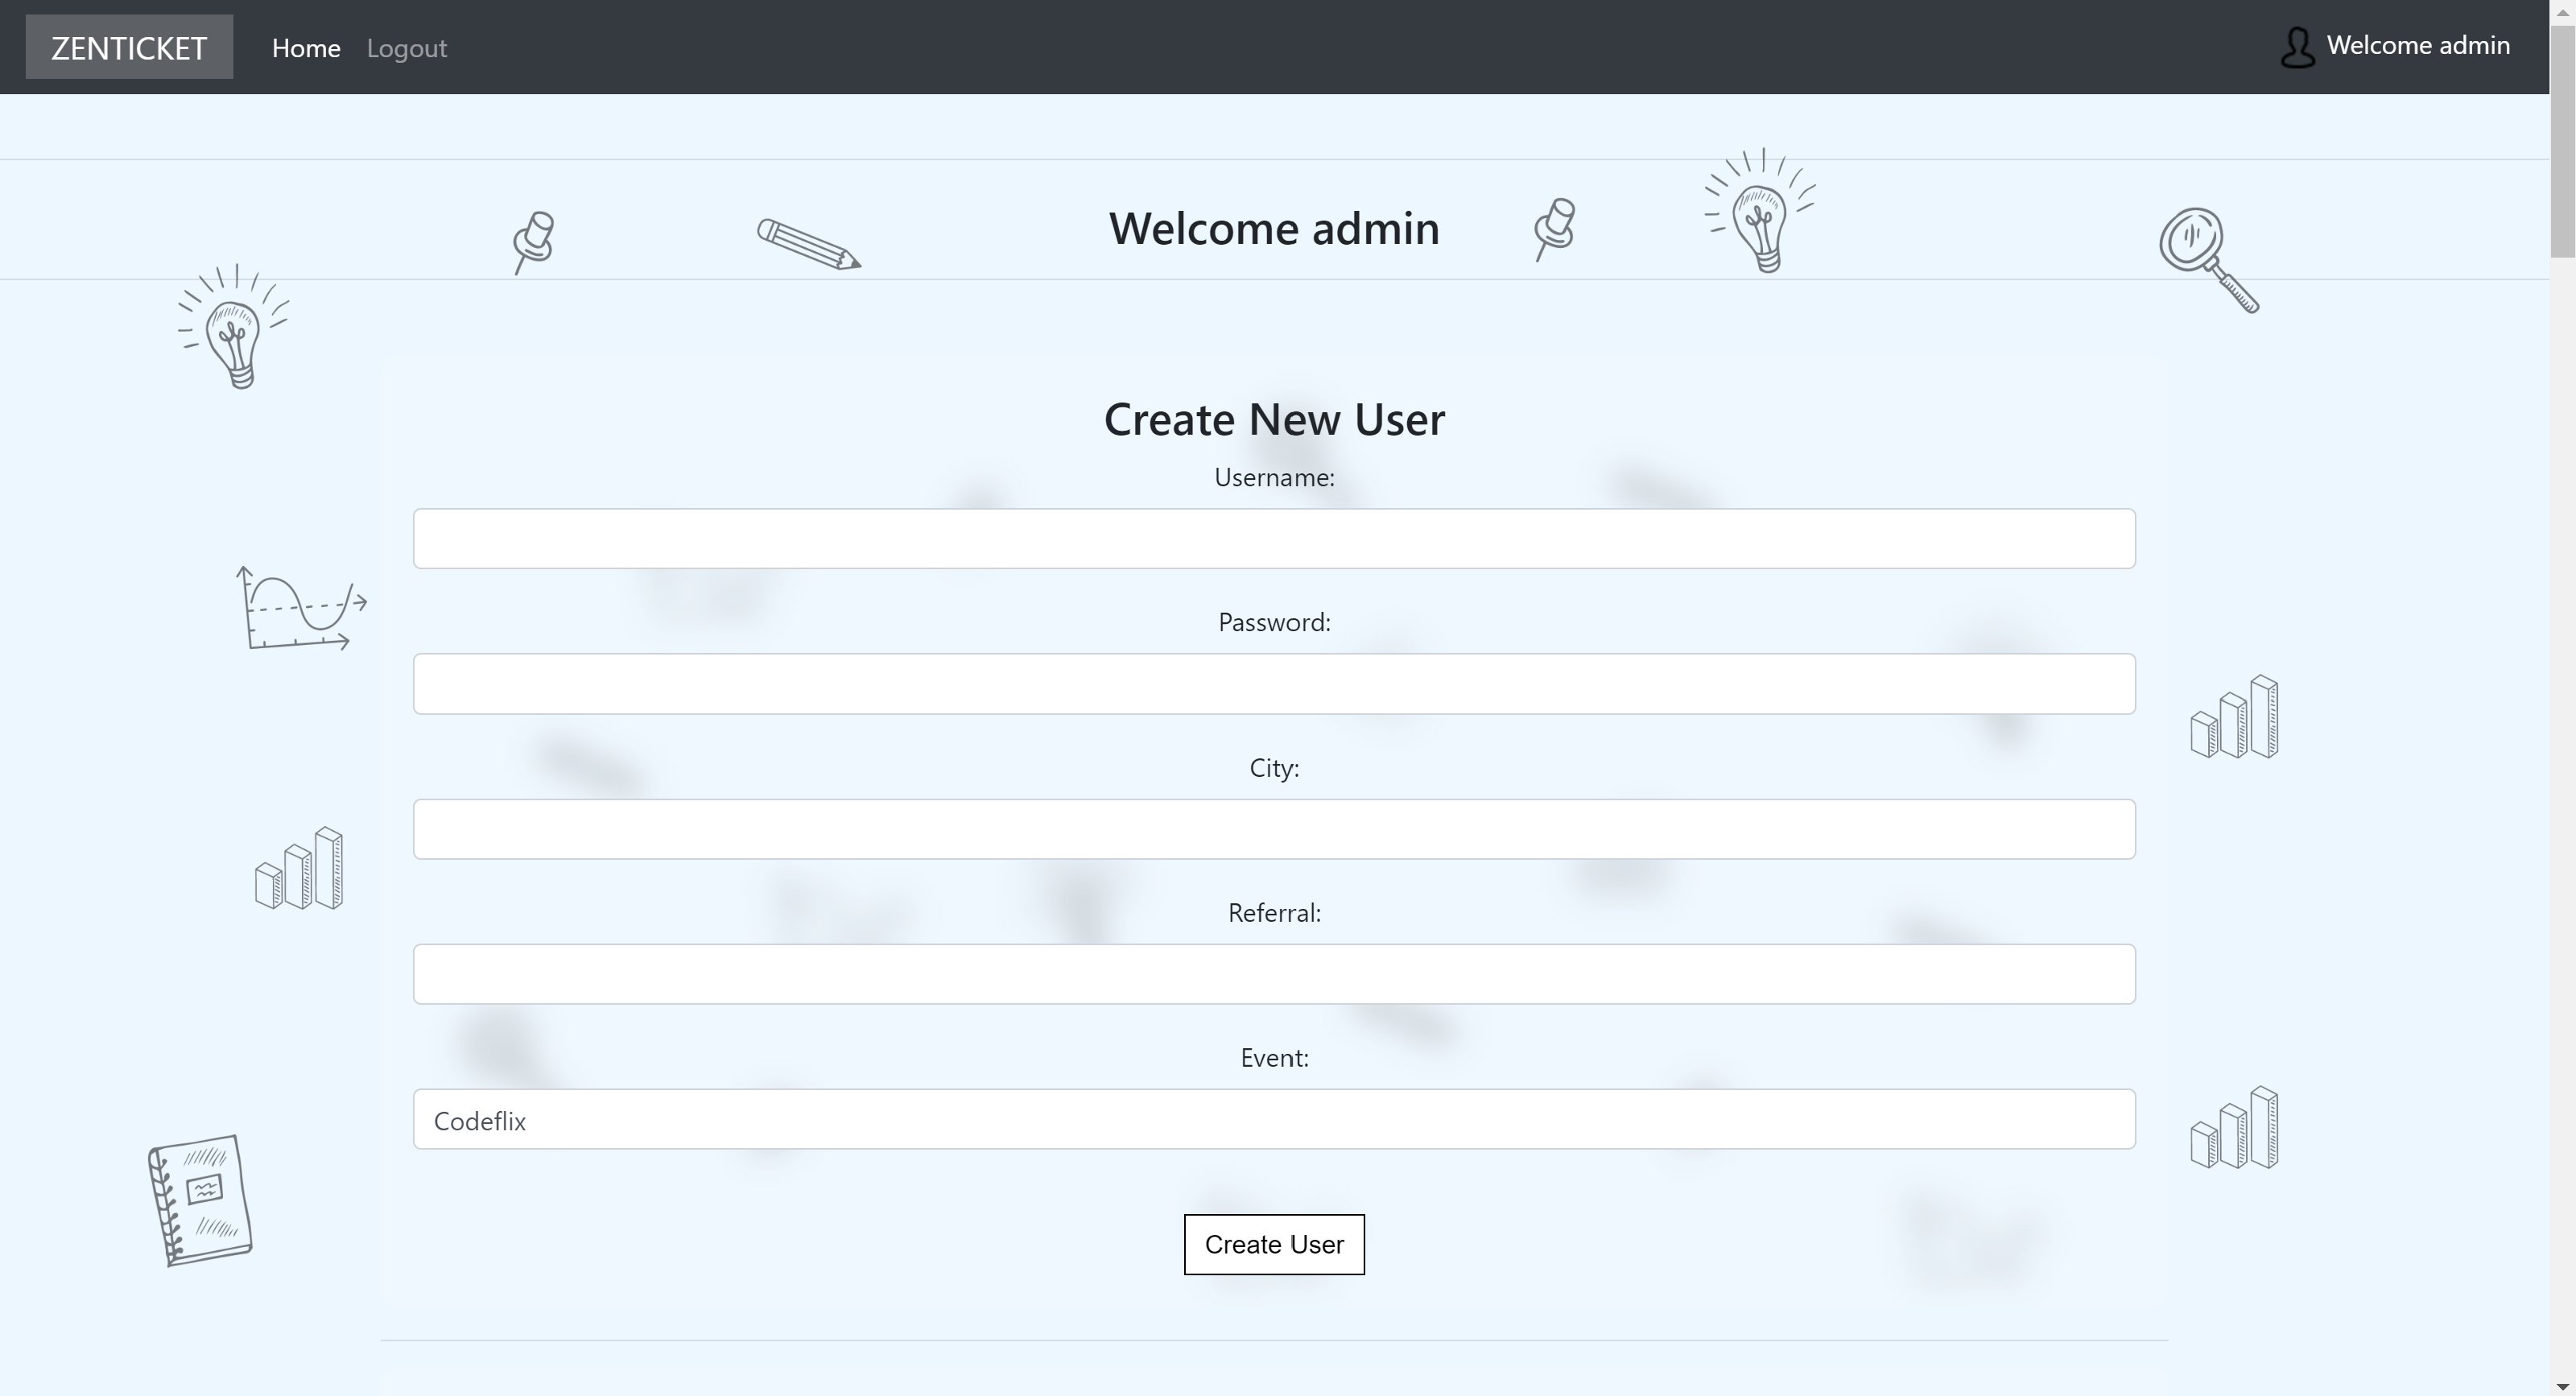 ZENTICKET Home Logout Welcome admin
Welcome admin
Create New User
Username:
Password:
City:
Referral:
Event:
Codeflix
Create User